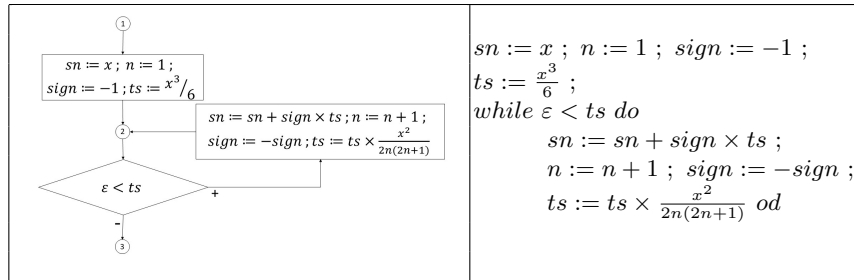 1
sn ≔ x ; n ≔ 1 ;
sign ≔ −1 ; ts ≔ x³/6
2
sn ≔ sn + sign × ts ; n ≔ n + 1 ;
sign ≔ −sign ; ts ≔ ts × x²/2n(2n+1)
ε < ts
+
-
3
sn := x ; n := 1 ; sign := −1 ;
ts := x³/6 ;
while ε < ts do
sn := sn + sign × ts ;
n := n + 1 ; sign := −sign ;
ts := ts × x²/2n(2n+1) od